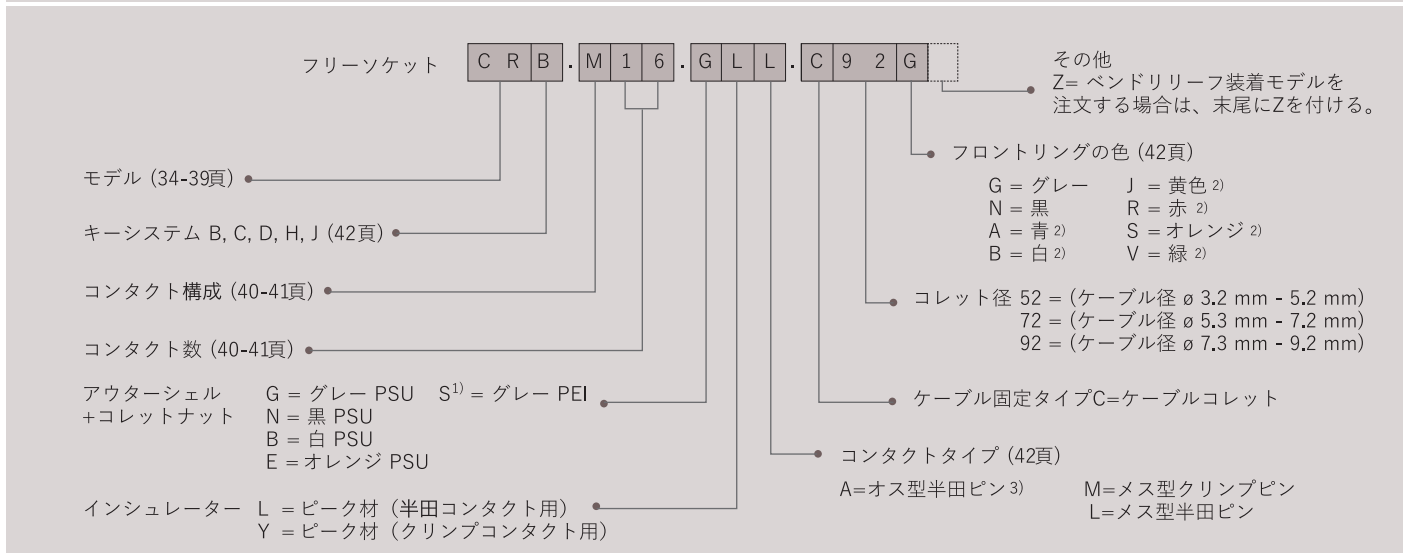 フリーソケット CRB.M16.GLL.C92G
その他
Z= ベンドリリーフ装着モデルを
注文する場合は、末尾にZを付ける。
フロントリングの色 (42頁)
G = グレー J = 黄色 2)
N = 黒 R = 赤 2)
A = 青 2) S = オレンジ 2)
B = 白 2) V = 緑 2)
モデル (34-39頁)
キーシステム B, C, D, H, J (42頁)
コンタクト構成 (40-41頁)
コレット径 52 = (ケーブル径 ø 3.2 mm - 5.2 mm)
72 = (ケーブル径 ø 5.3 mm - 7.2 mm)
92 = (ケーブル径 ø 7.3 mm - 9.2 mm)
コンタクト数 (40-41頁)
アウターシェル
+コレットナット
G = グレー PSU S1) = グレー PEI
N = 黒 PSU
B = 白 PSU
E = オレンジ PSU
ケーブル固定タイプC=ケーブルコレット
コンタクトタイプ (42頁)
A=オス型半田ピン3) M=メス型クリンプピン
L=メス型半田ピン
インシュレーター L = ピーク材 (半田コンタクト用)
Y = ピーク材 (クリンプコンタクト用)